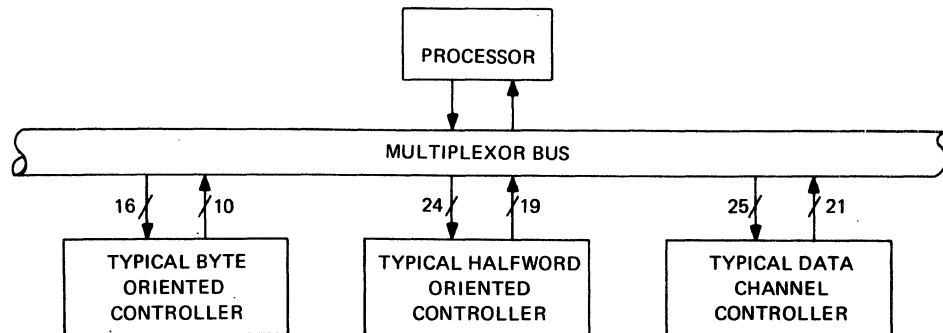 PROCESSOR
MULTIPLEXOR BUS
16 10 24 19 25 21
TYPICAL BYTE
ORIENTED
CONTROLLER
TYPICAL HALFWORD
ORIENTED
CONTROLLER
TYPICAL DATA
CHANNEL
CONTROLLER